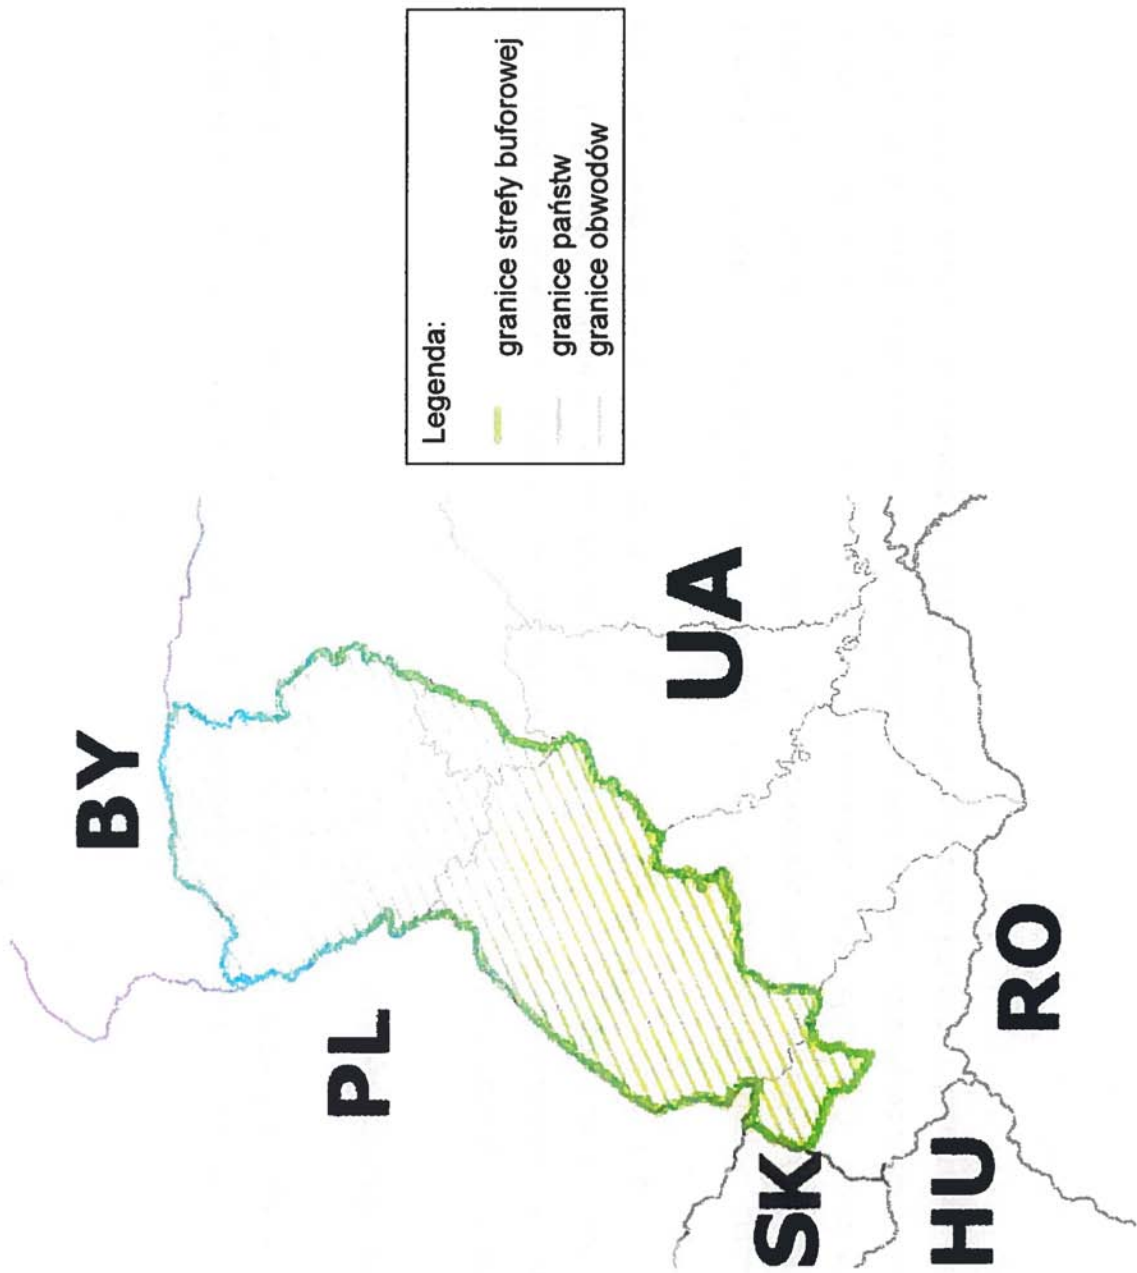 Legenda:
granice strefy buforowej
granice państw
granice obwodów
BY
PL
UA
SK
HU
RO